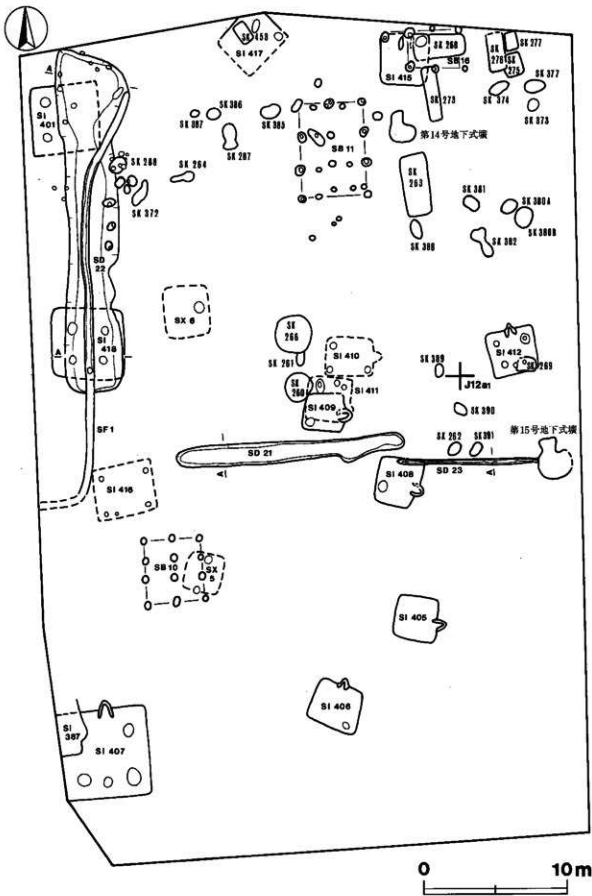 SK 453
SI 417
SK 268
SI 415
SB 16
SK 277
SK 276
SK 275
SK 273
SK 374
SK 377
SK 373
A
SI 401
SK 387
SK 386
SK 385
SK 267
SB 11
第14号地下式壙
SK 288
SK 264
SK 372
SK 263
SK 381
SK 380A
SK 380B
SK 388
SK 382
SD 22
SX 6
SK 266
SK 261
SI 410
SI 412
SK 269
SI 418
A
SK 389
J12a1
SK 260
SI 411
SI 409
SK 390
SF 1
SK 262
SK 391
第15号地下式壙
SD 21
A
SI 408
SD 23
A
SI 416
SB 10
SX 5
SI 405
SI 406
SI 387
SI 407
0
10m